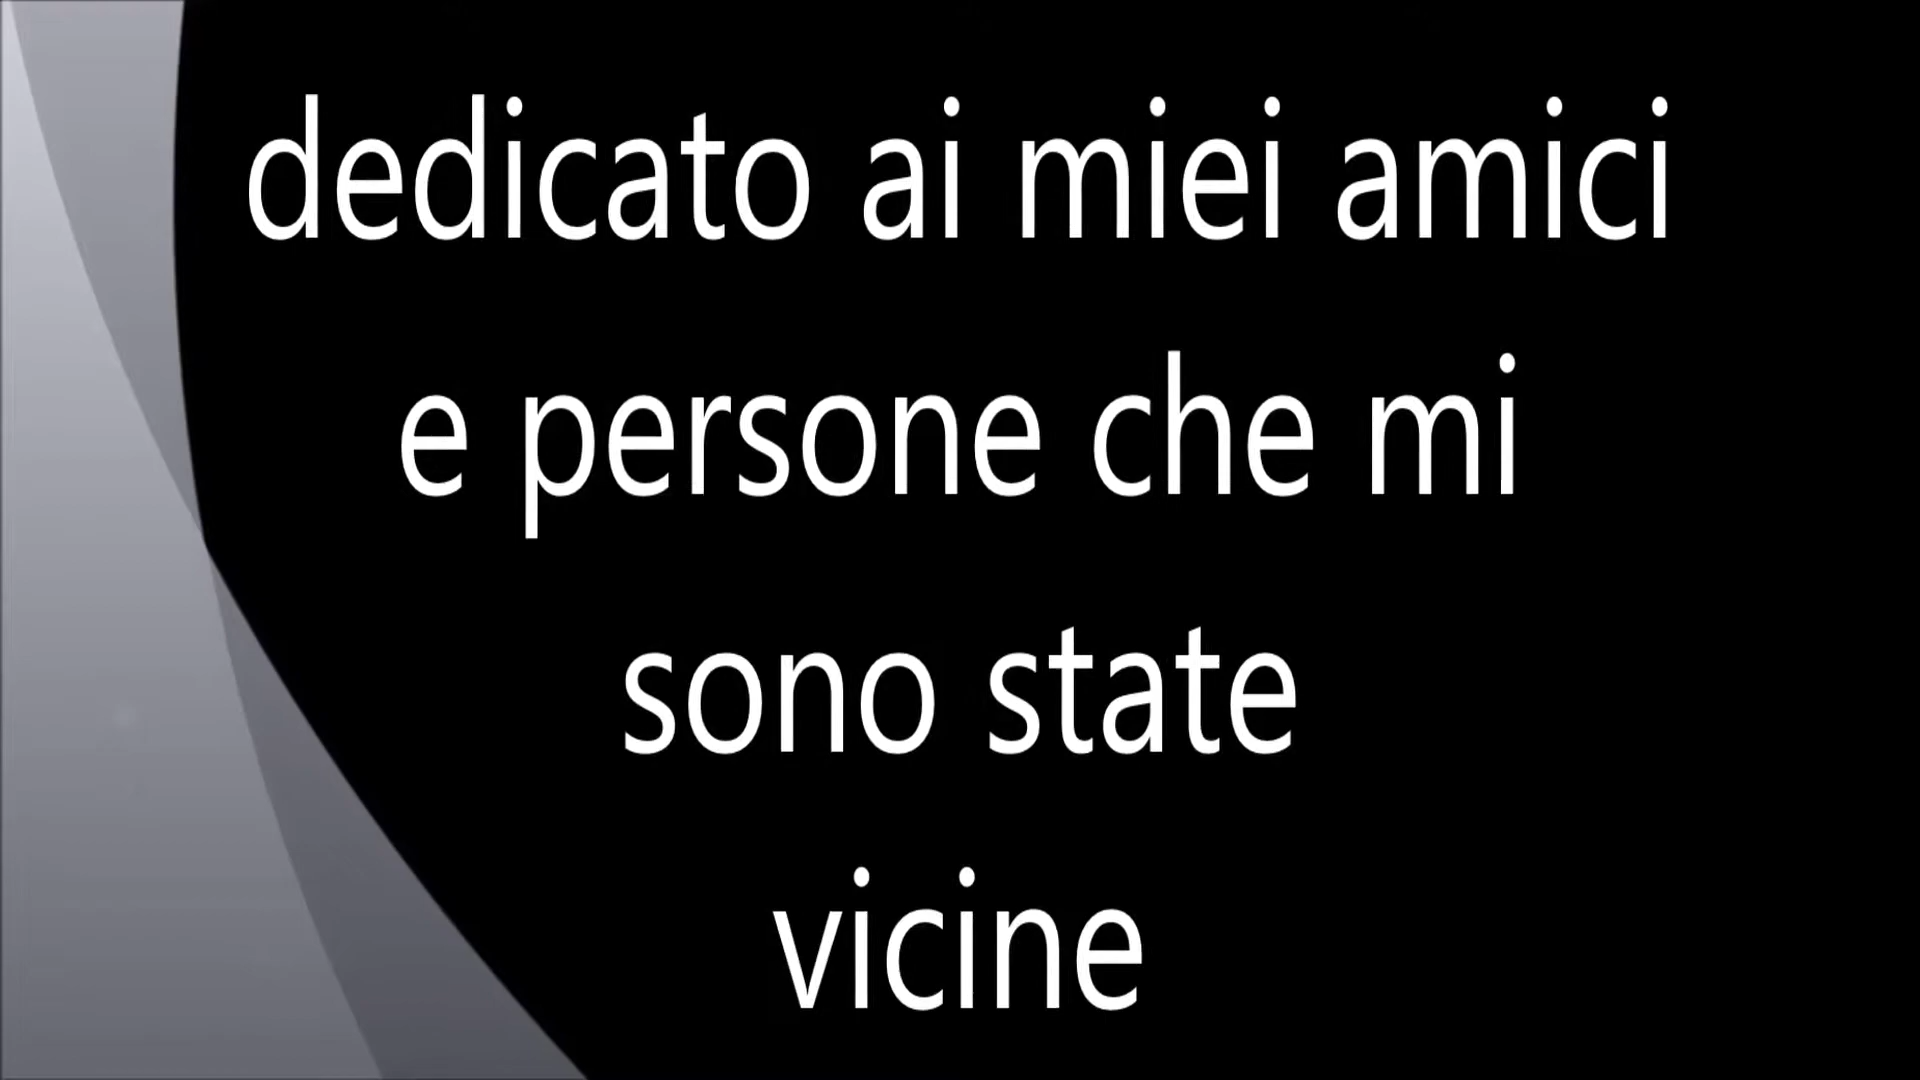 dedicato ai miei amici
e persone che mi
sono state
vicine